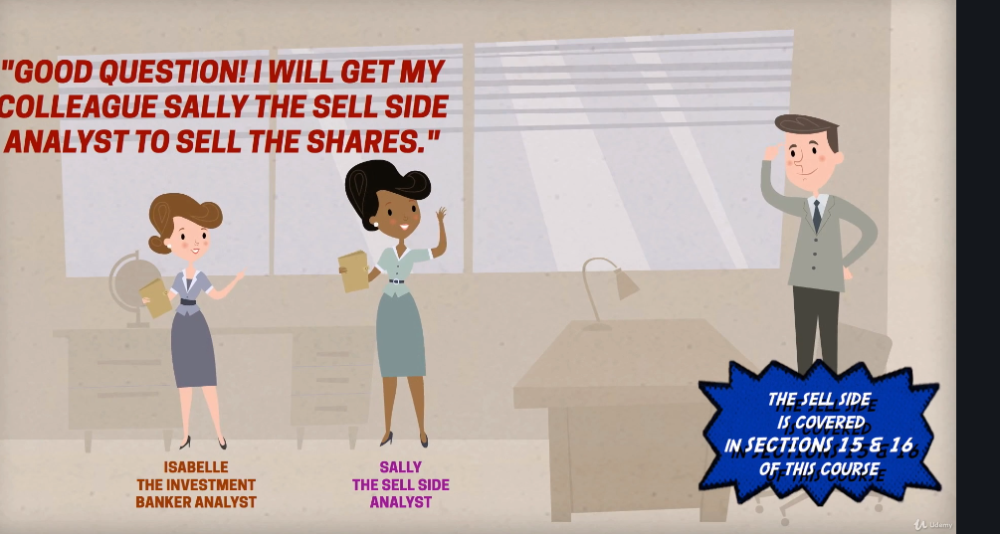 "GOOD QUESTION! I WILL GET MY
COLLEAGUE SALLY THE SELL SIDE
ANALYST TO SELL THE SHARES."
ISABELLE
THE INVESTMENT
BANKER ANALYST
SALLY
THE SELL SIDE
ANALYST
THE SELL SIDE
IS COVERED
IN SECTIONS 15 & 16
OF THIS COURSE
Udemy